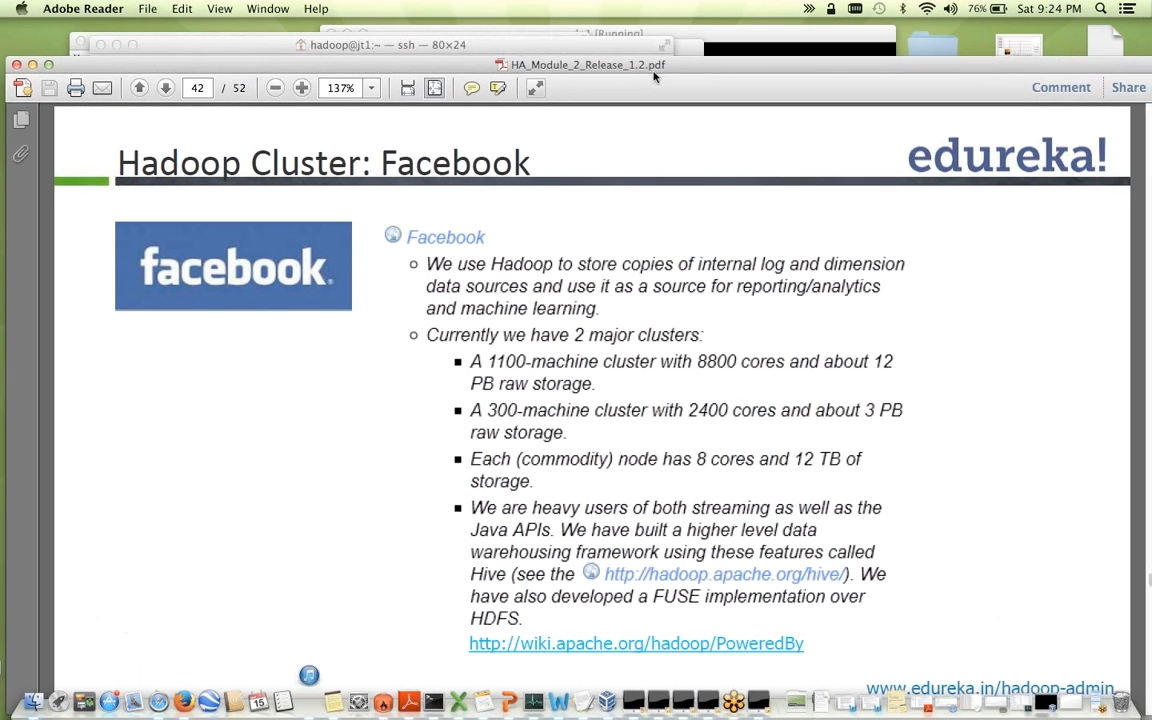 Adobe Reader File Edit View Window Help 76% Sat 9:24 PM
[Running]
hadoop@jt1:~ — ssh — 80×24
HA_Module_2_Release_1.2.pdf
42 / 52 137% Comment Share
Hadoop Cluster: Facebook
edureka!
facebook.
Facebook
We use Hadoop to store copies of internal log and dimension
data sources and use it as a source for reporting/analytics
and machine learning.
Currently we have 2 major clusters:
A 1100-machine cluster with 8800 cores and about 12
PB raw storage.
A 300-machine cluster with 2400 cores and about 3 PB
raw storage.
Each (commodity) node has 8 cores and 12 TB of
storage.
We are heavy users of both streaming as well as the
Java APIs. We have built a higher level data
warehousing framework using these features called
Hive (see the http://hadoop.apache.org/hive/). We
have also developed a FUSE implementation over
HDFS.
http://wiki.apache.org/hadoop/PoweredBy
www.edureka.in/hadoop-admin
15